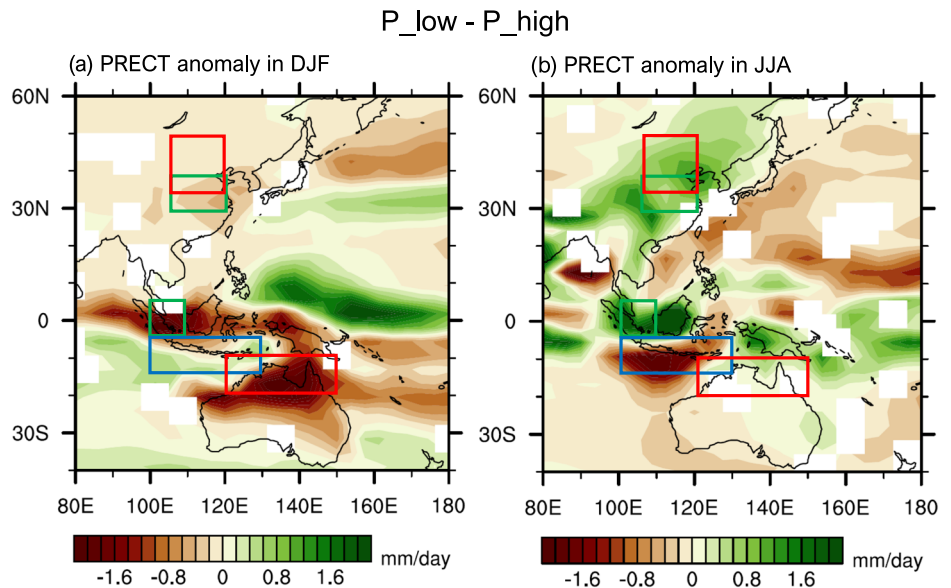 P_low - P_high
(a) PRECT anomaly in DJF
(b) PRECT anomaly in JJA
60N
30N
0
30S
80E 100E 120E 140E 160E 180
60N
30N
0
30S
80E 100E 120E 140E 160E 180
-1.6 -0.8 0 0.8 1.6 mm/day
-1.6 -0.8 0 0.8 1.6 mm/day